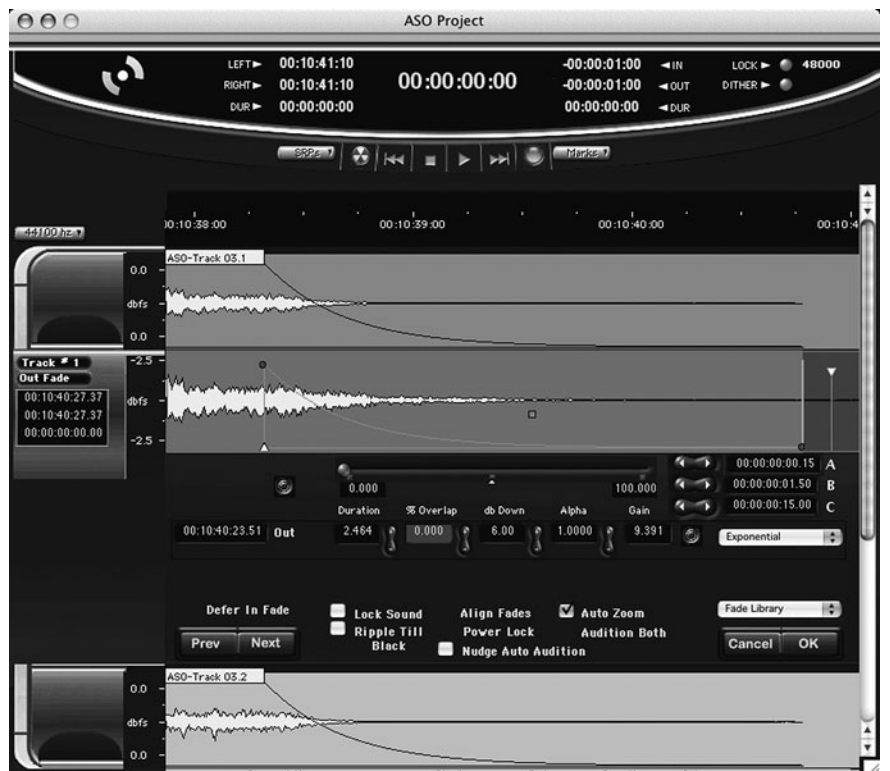 ASO Project
LEFT► 00:10:41:10
RIGHT► 00:10:41:10
DUR► 00:00:00:00
00:00:00:00
-00:00:01:00 ◄IN
-00:00:01:00 ◄OUT
00:00:00:00 ◄DUR
LOCK► 48000
DITHER►
SRPs Marks
44100 hz
00:10:38:00 00:10:39:00 00:10:40:00 00:10:4
ASO-Track 03.1
0.0
dbfs
0.0
Track # 1
Out Fade
00:10:40:27.37
00:10:40:27.37
00:00:00:00.00
-2.5
dbfs
-2.5
0.000 100.000
00:00:00:00.15 A
00:00:00:01.50 B
00:00:00:15.00 C
Duration % Overlap db Down Alpha Gain
00:10:40:23.51 Out 2.464 0.000 6.00 1.0000 9.391 Exponential
Defer In Fade
Prev Next
Lock Sound
Ripple Till
Black
Align Fades
Power Lock
Nudge Auto Audition
Auto Zoom
Audition Both
Fade Library
Cancel OK
ASO-Track 03.2
0.0
dbfs
0.0